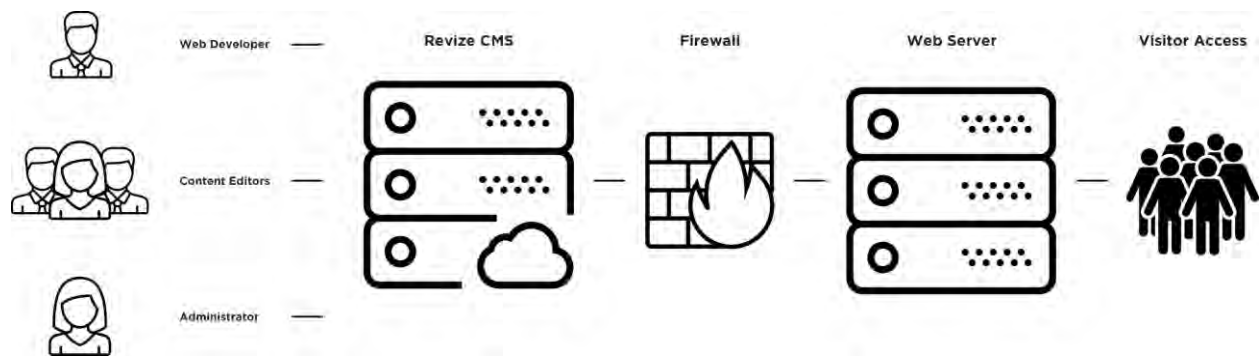 Web Developer
Revize CMS
Firewall
Web Server
Visitor Access
Content Editors
Administrator